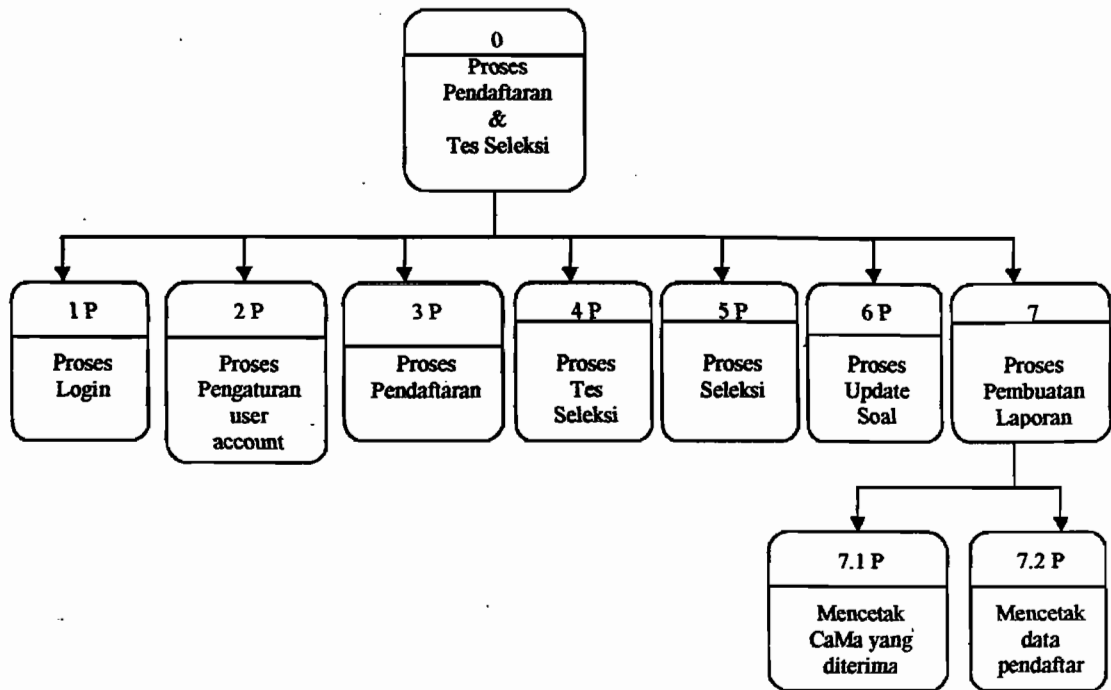 0
Proses
Pendaftaran
&
Tes Seleksi
1 P
Proses
Login
2 P
Proses
Pengaturan
user
account
3 P
Proses
Pendaftaran
4 P
Proses
Tes
Seleksi
5 P
Proses
Seleksi
6 P
Proses
Update
Soal
7
Proses
Pembuatan
Laporan
7.1 P
Mencetak
CaMa yang
diterima
7.2 P
Mencetak
data
pendaftar